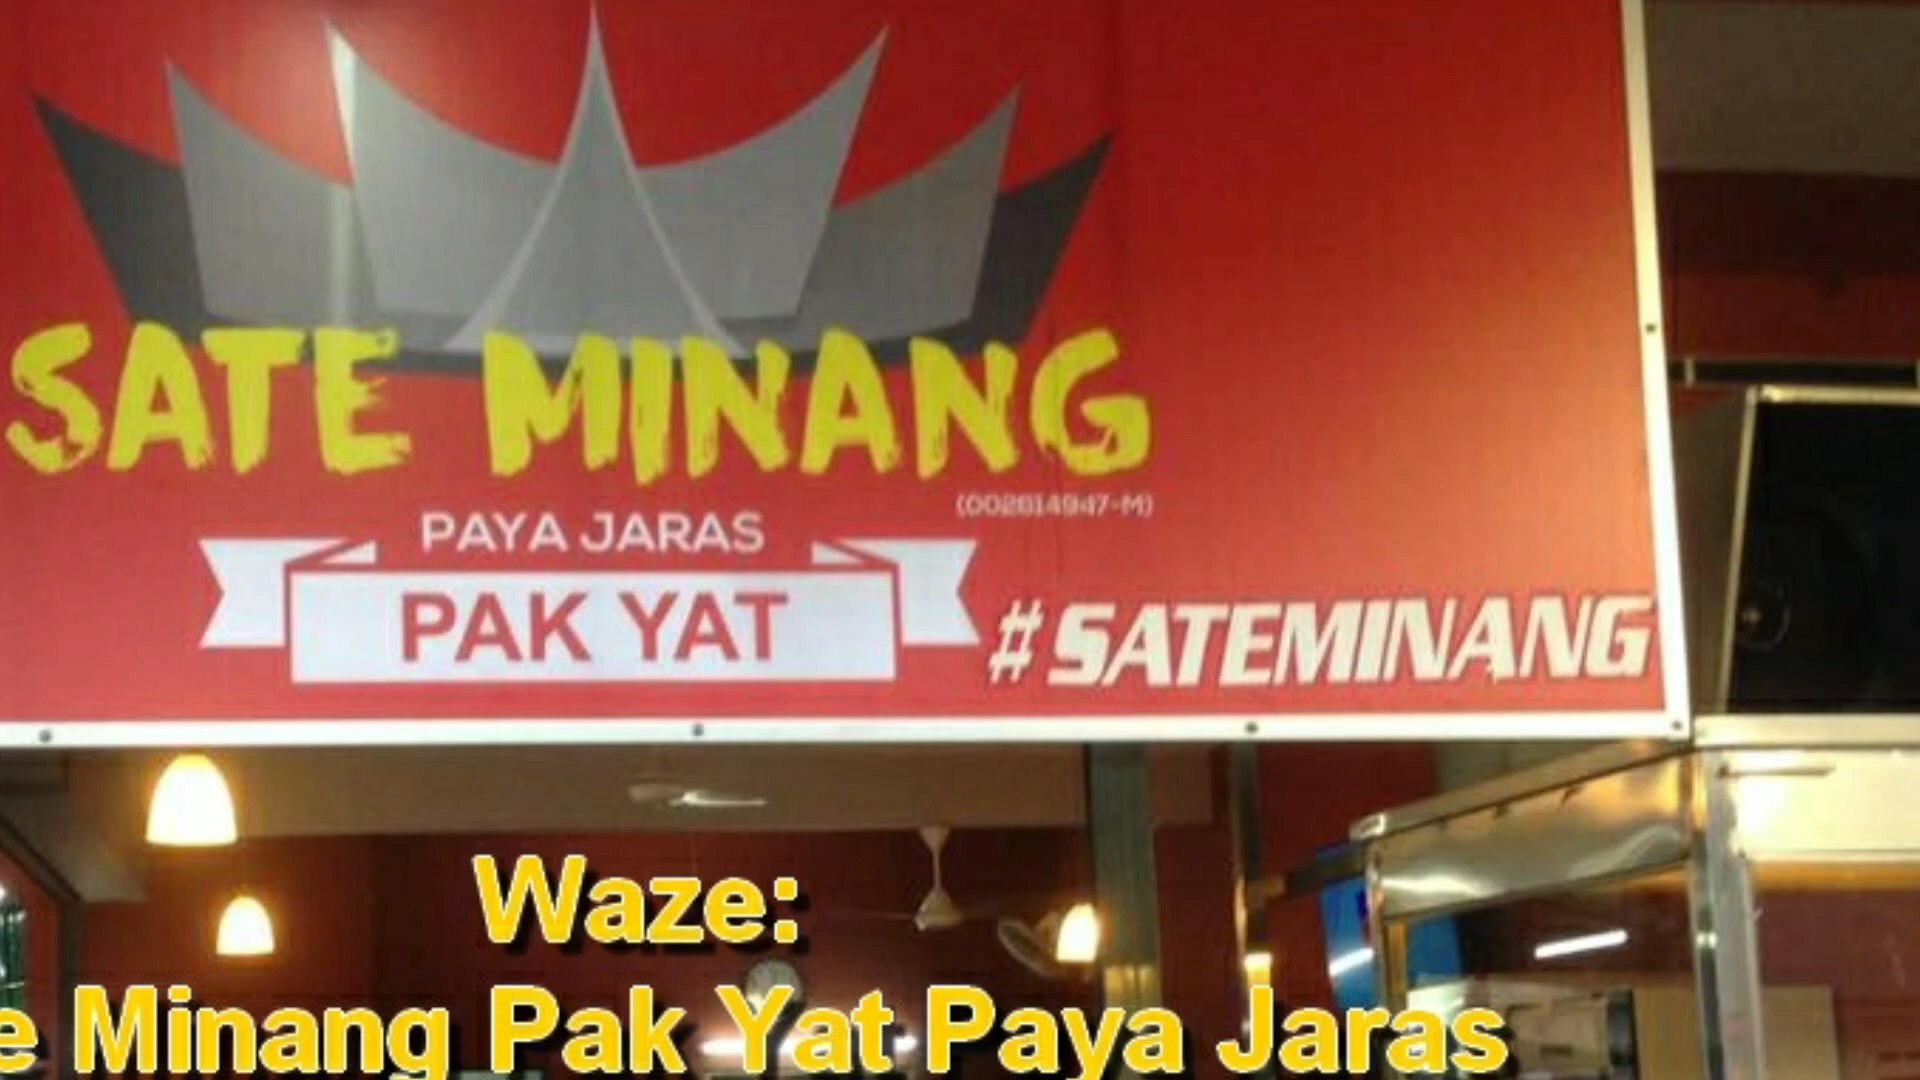 SATE MINANG
(002614947-M)
PAYA JARAS
PAK YAT
#SATEMINANG
Waze:
e Minang Pak Yat Paya Jaras